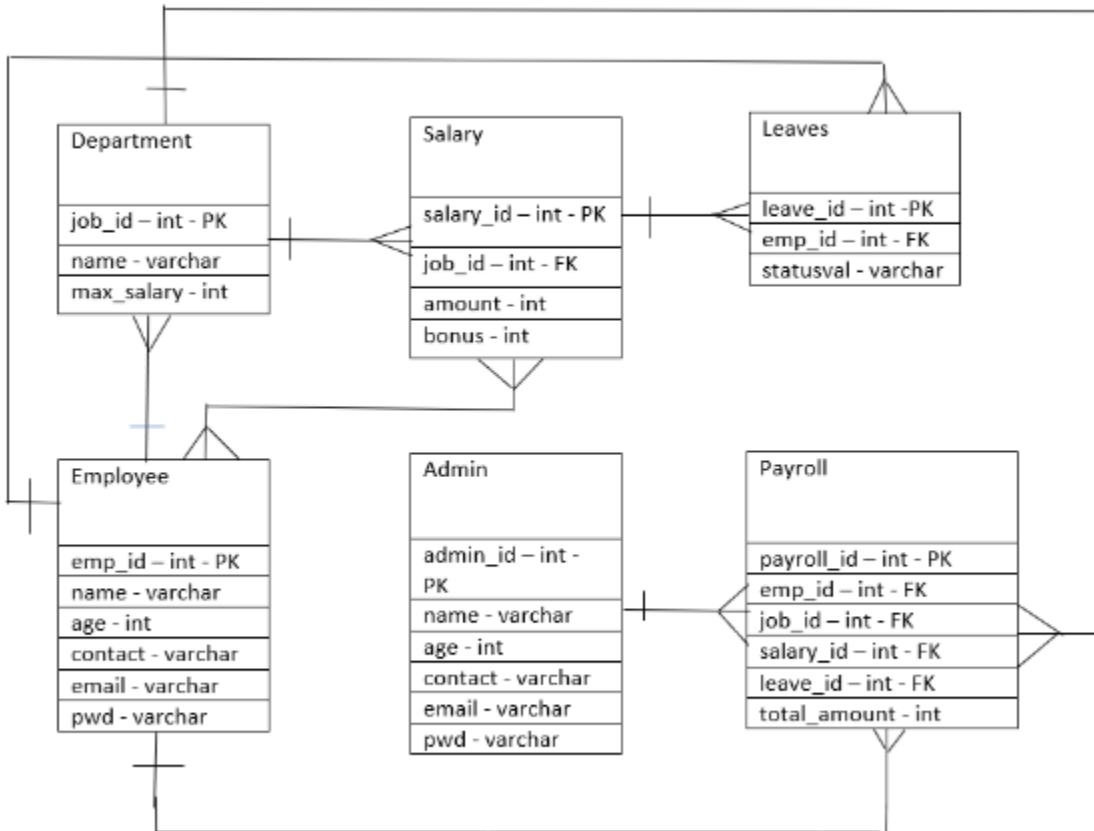 Department
job_id – int - PK
name - varchar
max_salary - int
Salary
salary_id – int - PK
job_id – int - FK
amount - int
bonus - int
Leaves
leave_id – int -PK
emp_id – int - FK
statusval - varchar
Employee
emp_id – int - PK
name - varchar
age - int
contact - varchar
email - varchar
pwd - varchar
Admin
admin_id – int -
PK
name - varchar
age - int
contact - varchar
email - varchar
pwd - varchar
Payroll
payroll_id – int - PK
emp_id – int - FK
job_id – int - FK
salary_id – int - FK
leave_id – int - FK
total_amount - int